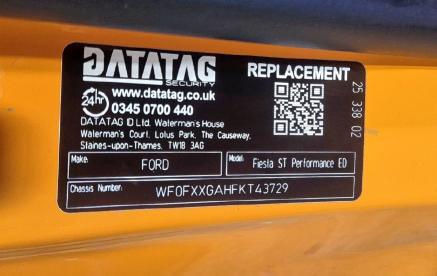 DATATAG
SECURITY
REPLACEMENT
www.datatag.co.uk
24hr
0345 0700 440
DATATAG ID Ltd. Waterman's House
Waterman's Court, Lotus Park, The Causeway,
Staines-upon-Thames, TW18 3AG
25 338 02
Make: FORD
Model: Fiesta ST Performance ED
Chassis Number: WF0FXXGAHFKT43729